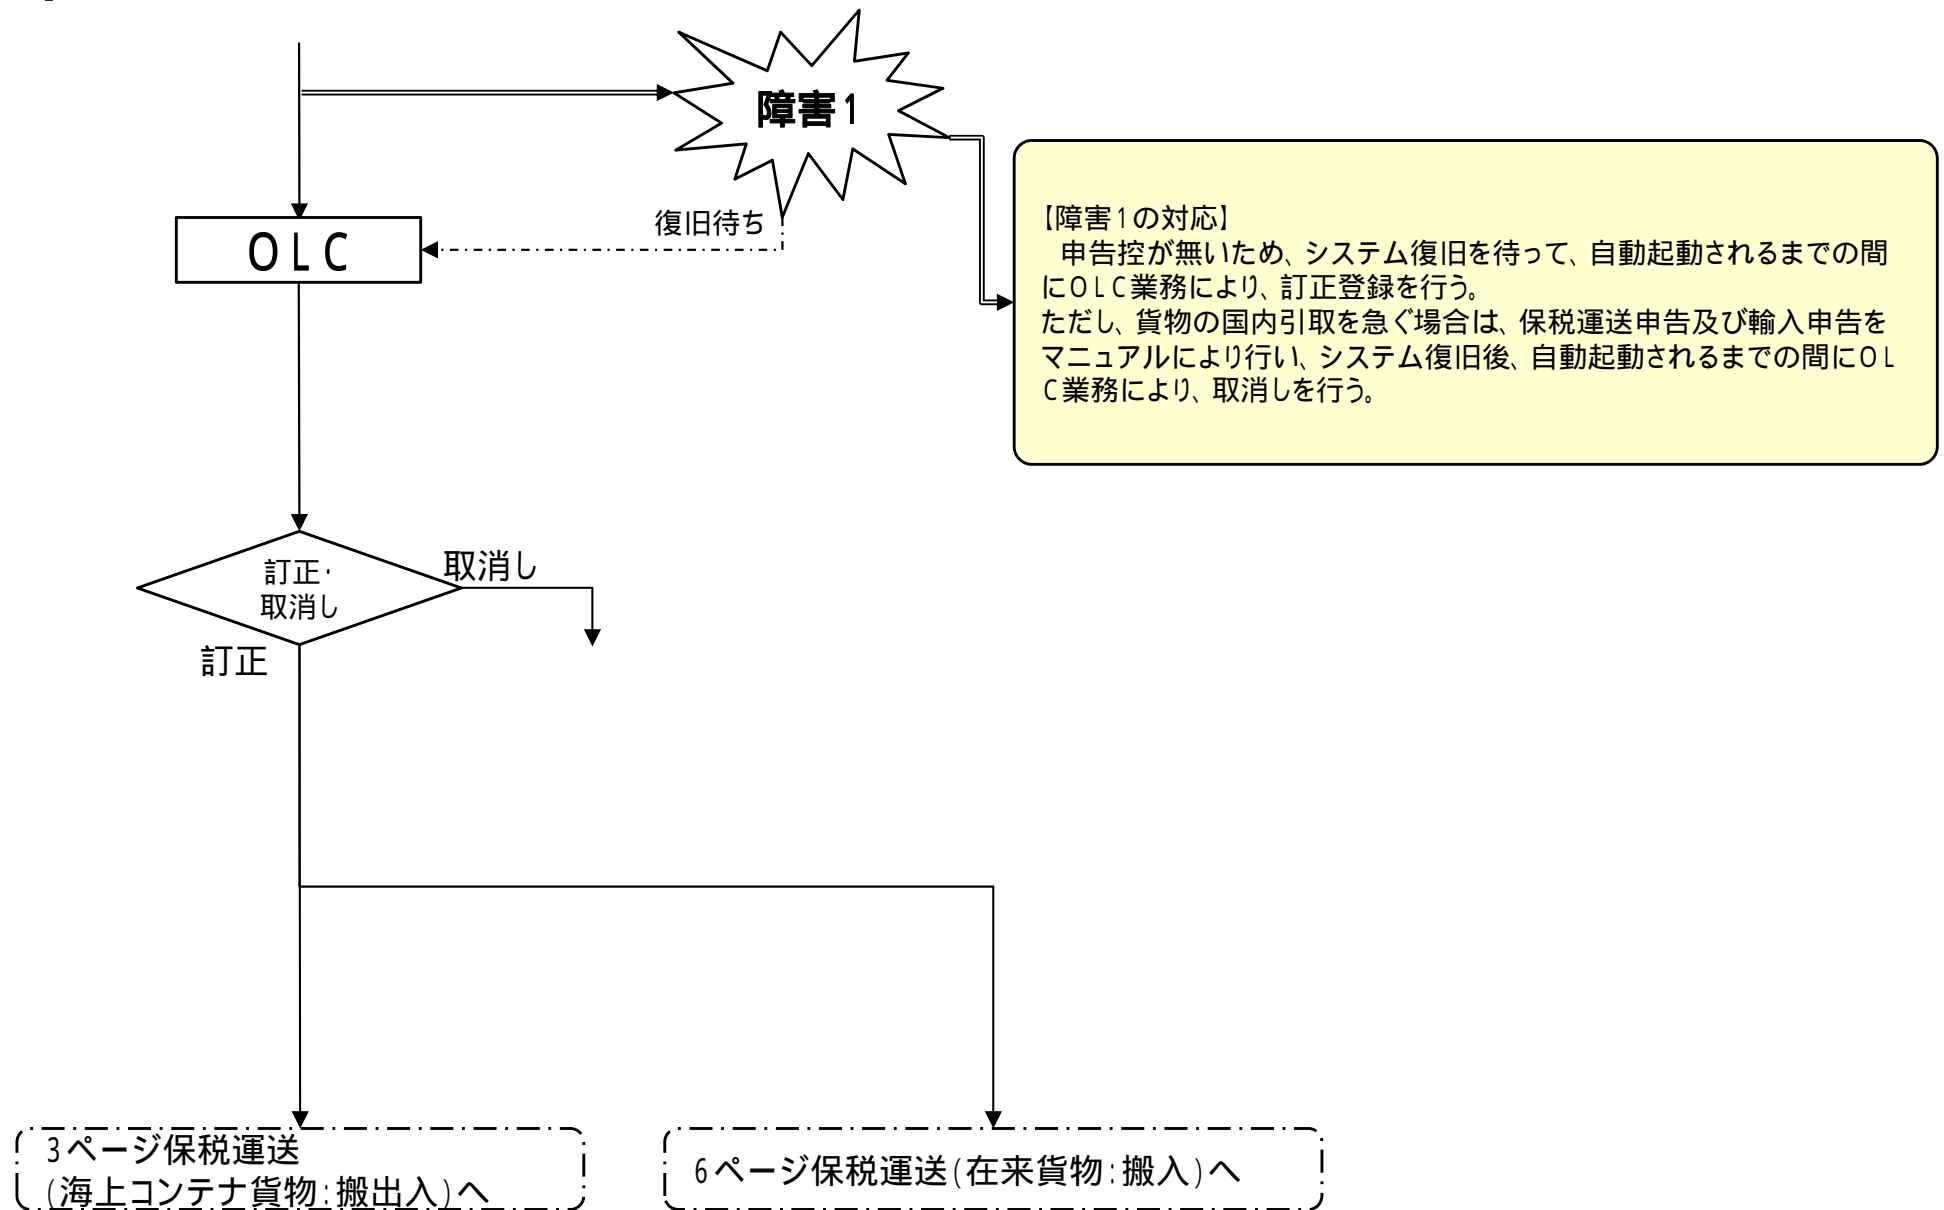 障害1
復旧待ち
OLC
【障害1の対応】
申告控が無いため、システム復旧を待って、自動起動されるまでの間
にOLC業務により、訂正登録を行う。
ただし、貨物の国内引取を急ぐ場合は、保税運送申告及び輸入申告を
マニュアルにより行い、システム復旧後、自動起動されるまでの間にOL
C業務により、取消しを行う。
訂正・
取消し
取消し
訂正
3ページ保税運送
(海上コンテナ貨物:搬出入)へ
6ページ保税運送(在来貨物:搬入)へ